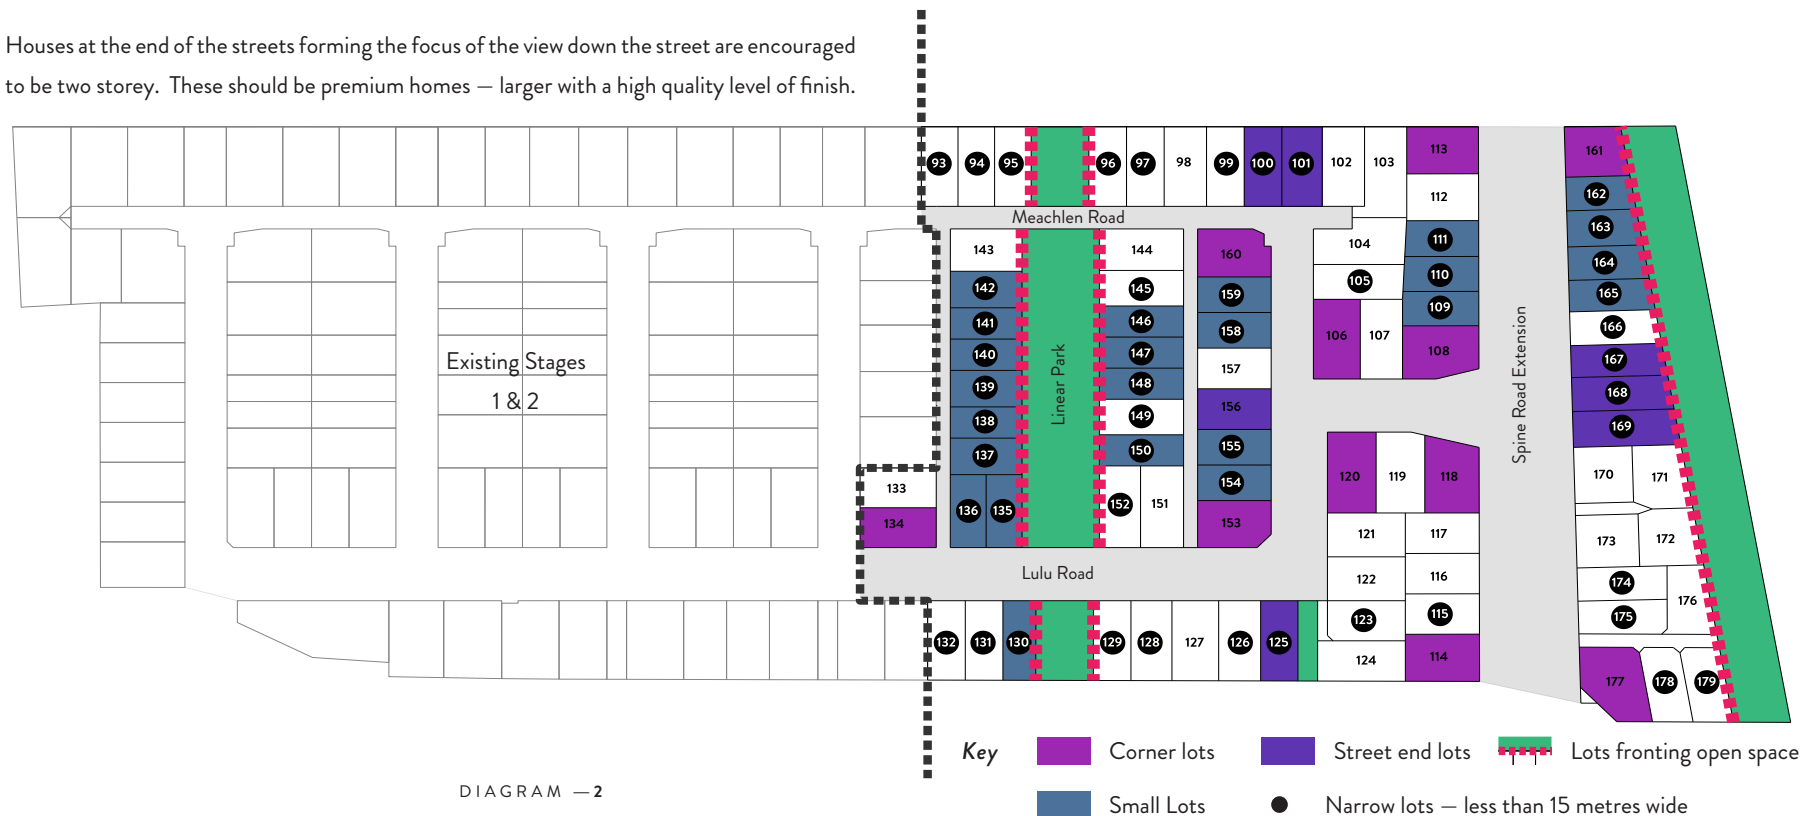 Houses at the end of the streets forming the focus of the view down the street are encouraged
to be two storey. These should be premium homes — larger with a high quality level of finish.
93 94 95 96 97 98 99 100 101 102 103 113 161
112 162
Meachlen Road
163
143 144 160 104 111 164
142 145 159 105 110 165
141 146 158 106 107 109 166
140 147 157 108 167
139 148 156 168
138 149 155 169
137 150 154
Linear Park
Spine Road Extension
Existing Stages
1 & 2
133 136 135 152 151 153 120 119 118 170 171
134 121 117 173 172
Lulu Road
122 116 174 176
123 115 175
132 131 130 129 128 127 126 125 124 114 177 178 179
Key Corner lots Street end lots Lots fronting open space
DIAGRAM —2
Small Lots Narrow lots — less than 15 metres wide